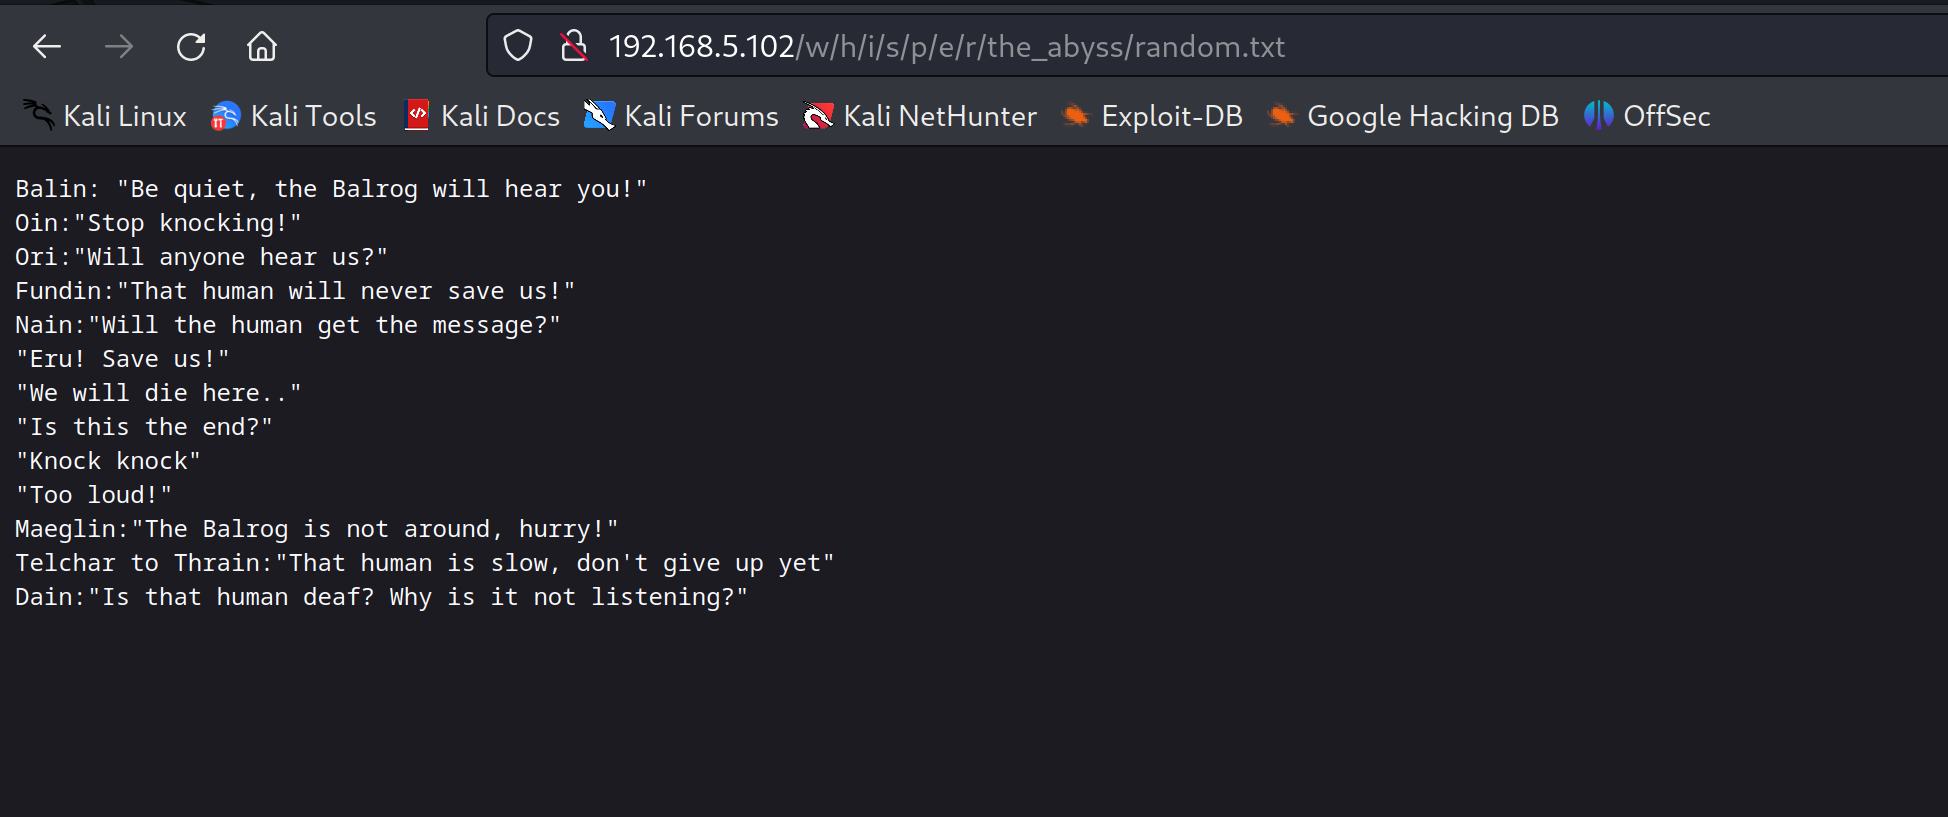 192.168.5.102/w/h/i/s/p/e/r/the_abyss/random.txt
Kali Linux Kali Tools Kali Docs Kali Forums Kali NetHunter Exploit-DB Google Hacking DB OffSec
Balin: "Be quiet, the Balrog will hear you!"
Oin:"Stop knocking!"
Ori:"Will anyone hear us?"
Fundin:"That human will never save us!"
Nain:"Will the human get the message?"
"Eru! Save us!"
"We will die here.."
"Is this the end?"
"Knock knock"
"Too loud!"
Maeglin:"The Balrog is not around, hurry!"
Telchar to Thrain:"That human is slow, don't give up yet"
Dain:"Is that human deaf? Why is it not listening?"